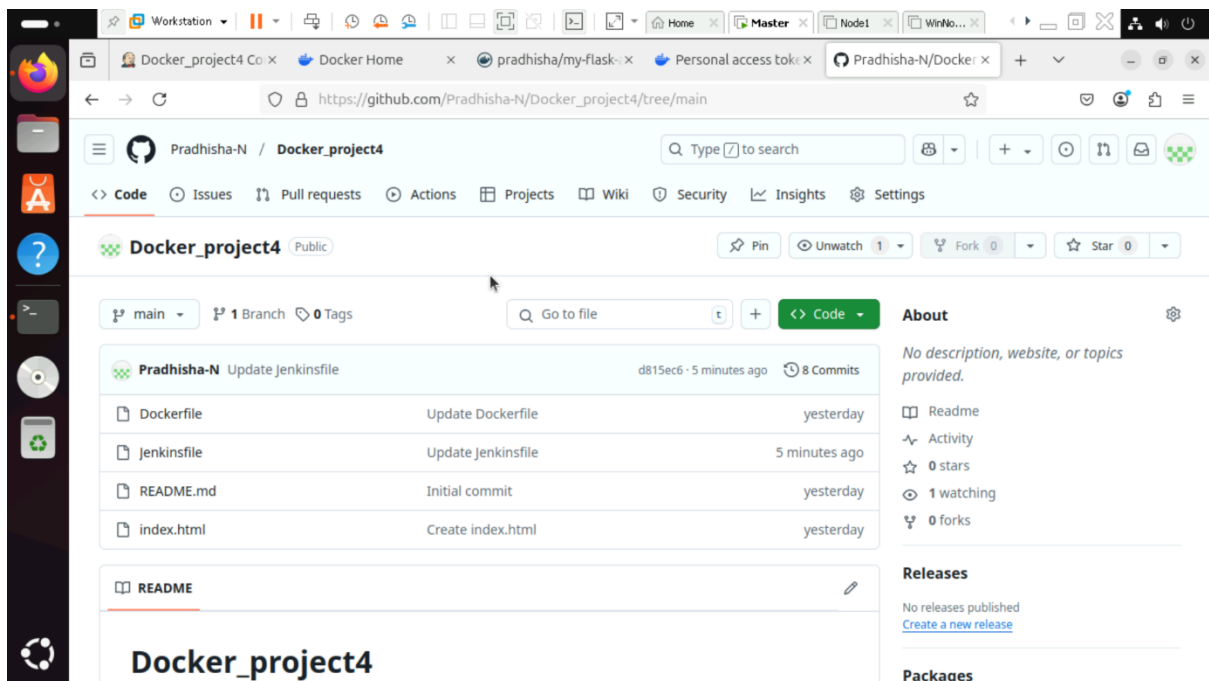 Workstation
Home
Master
Node1
WinNo...
Docker_project4 Co
Docker Home
pradhisha/my-flask-
Personal access toke
Pradhisha-N/Docker
https://github.com/Pradhisha-N/Docker_project4/tree/main
Pradhisha-N / Docker_project4
Type / to search
Code
Issues
Pull requests
Actions
Projects
Wiki
Security
Insights
Settings
Docker_project4 Public
Pin
Unwatch 1
Fork 0
Star 0
main
1 Branch
0 Tags
Go to file
t
Code
Pradhisha-N Update Jenkinsfile d815ec6 · 5 minutes ago 8 Commits
Dockerfile Update Dockerfile yesterday
Jenkinsfile Update Jenkinsfile 5 minutes ago
README.md Initial commit yesterday
index.html Create index.html yesterday
README
Docker_project4
About
No description, website, or topics
provided.
Readme
Activity
0 stars
1 watching
0 forks
Releases
No releases published
Create a new release
Packages